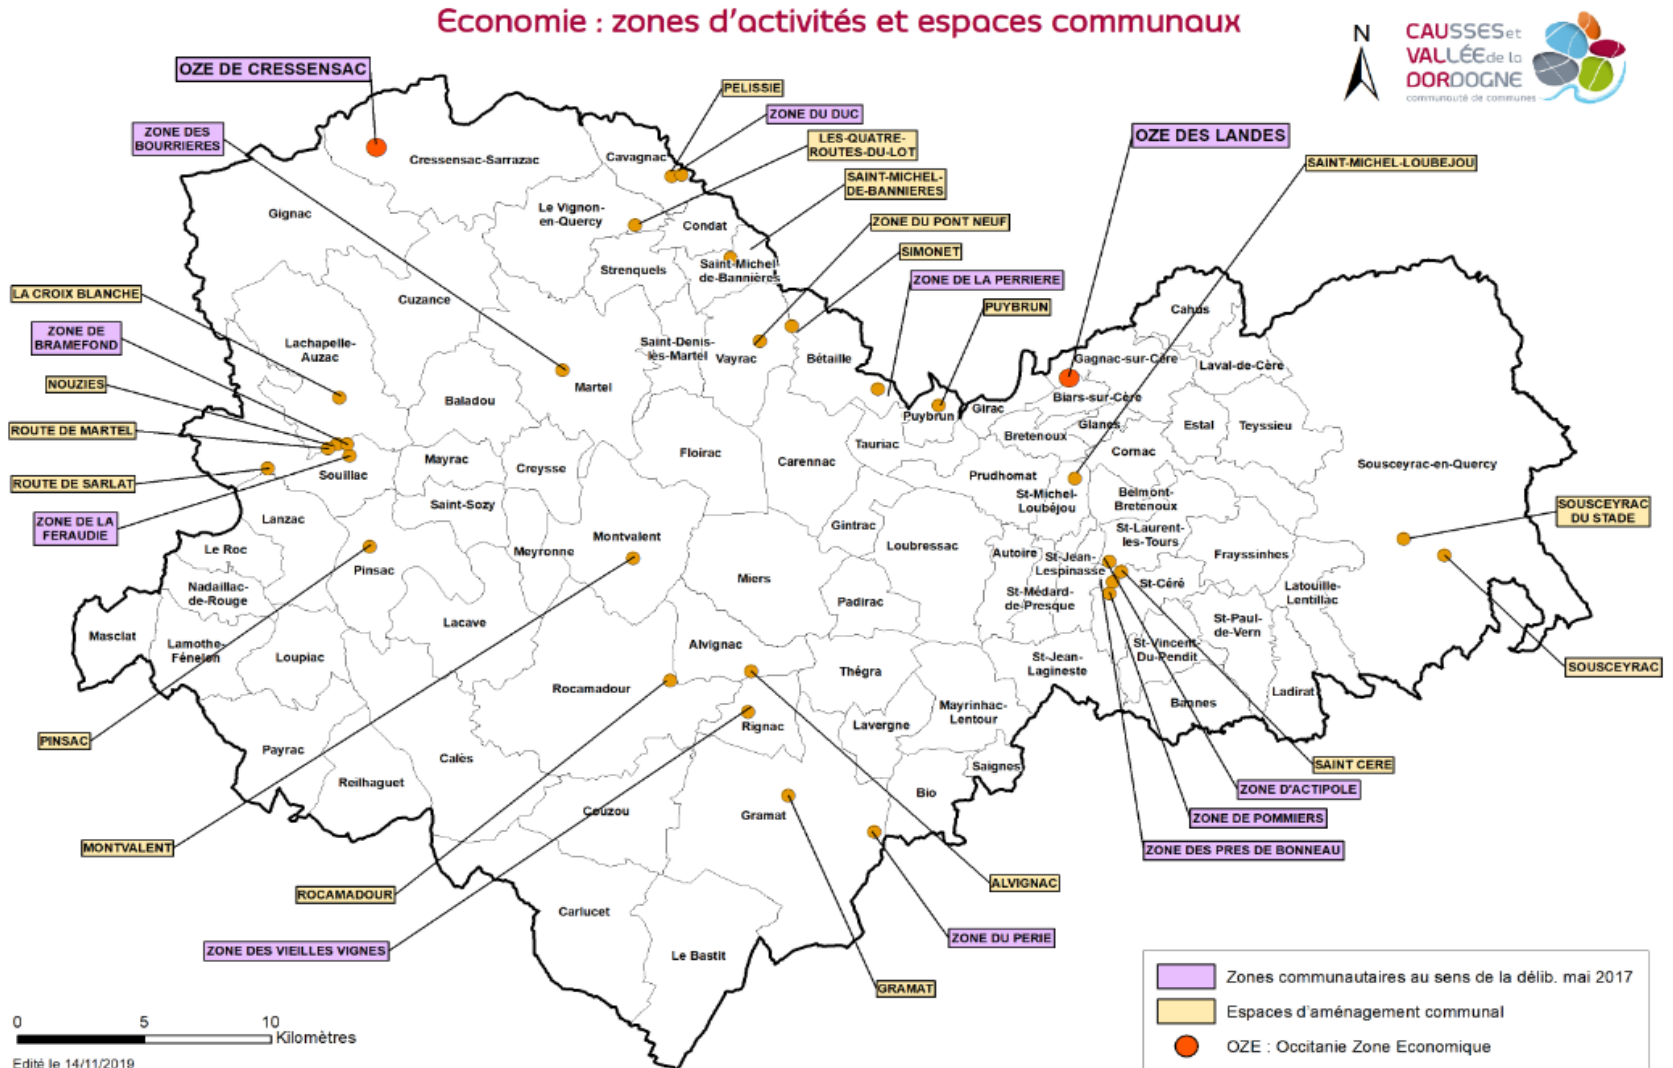 Economie : zones d'activités et espaces communaux
N
CAUSSES et
VALLÉE de la
DORDOGNE
communauté de communes
OZE DE CRESSENSAC
PELISSIE
ZONE DU DUC
ZONE DES
BOURRIERES
LES-QUATRE-
ROUTES-DU-LOT
OZE DES LANDES
SAINT-MICHEL-LOUBEJOU
Cressensac-Sarrazac
Cavagnac
SAINT-MICHEL-
DE-BANNIERES
Gignac
Le Vignon-
en-Quercy
Condat
ZONE DU PONT NEUF
SIMONET
Strenquels
Saint-Michel-
de-Bannières
ZONE DE LA PERRIERE
LA CROIX BLANCHE
Cuzance
PUYBRUN
Cahus
ZONE DE
BRAMEFOND
Lachapelle-
Auzac
Saint-Denis-
lès-Martel
Vayrac
Bétaille
Gagnac-sur-Cère
Laval-de-Cère
NOUZIES
Martel
Baladou
Puybrun
Girac
Biars-sur-Cère
Glanes
Estal
Teyssieu
ROUTE DE MARTEL
Tauriac
Bretenoux
Cornac
Souillac
Mayrac
Creysse
Floirac
Carennac
Prudhomat
Sousceyrac-en-Quercy
ROUTE DE SARLAT
Saint-Sozy
St-Michel-
Loubéjou
Belmont-
Bretenoux
SOUSCEYRAC
DU STADE
ZONE DE LA
FERAUDIE
Lanzac
Gintrac
St-Laurent-
les-Tours
Le Roc
Meyronne
Montvalent
Loubressac
Autoire
St-Jean-
Lespinasse
Frayssinhes
Pinsac
Miers
St-Céré
Nadaillac-
de-Rouge
Padirac
St-Médard-
de-Presque
Latouille-
Lentillac
Masclat
Lacave
St-Paul-
de-Vern
Lamothe-
Fénelon
Loupiac
Alvignac
Thégra
St-Jean-
Lagineste
St-Vincent-
Du-Pendit
SOUSCEYRAC
Rocamadour
Ladirat
Mayrinhac-
Lentour
Bannes
PINSAC
Payrac
Rignac
Lavergne
Calès
Saignes
SAINT CERE
Reilhaguet
Bio
ZONE D'ACTIPOLE
Couzou
Gramat
ZONE DE POMMIERS
MONTVALENT
ZONE DES PRES DE BONNEAU
ROCAMADOUR
ALVIGNAC
Carlucet
ZONE DU PERIE
ZONE DES VIEILLES VIGNES
Le Bastit
GRAMAT
Zones communautaires au sens de la délib. mai 2017
Espaces d'aménagement communal
OZE : Occitanie Zone Economique
0 5 10
Kilomètres
Edité le 14/11/2019